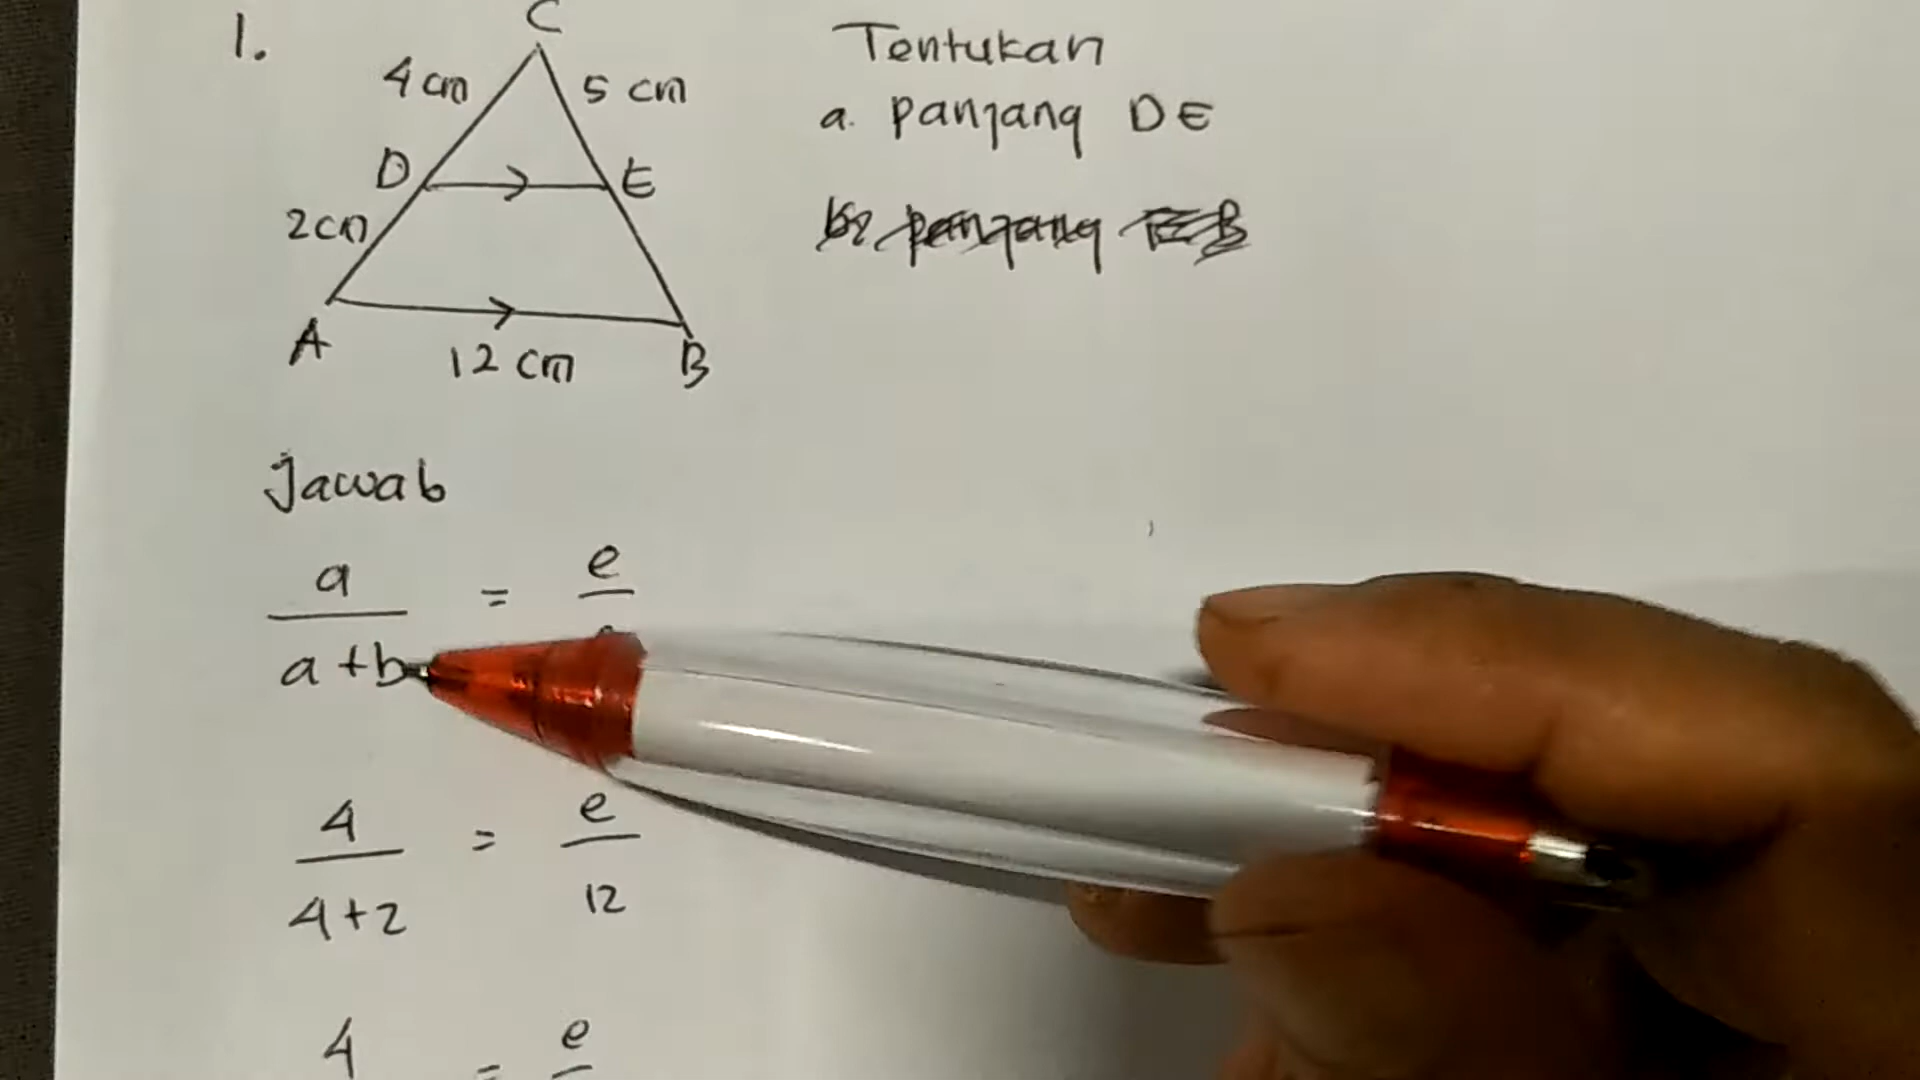 1.
C
4 cm
5 cm
D
E
2 cm
A
12 cm
B
Tentukan
a. panjang DE
Jawab
a = e
a + b
4 = e
4 + 2 12
4 = e